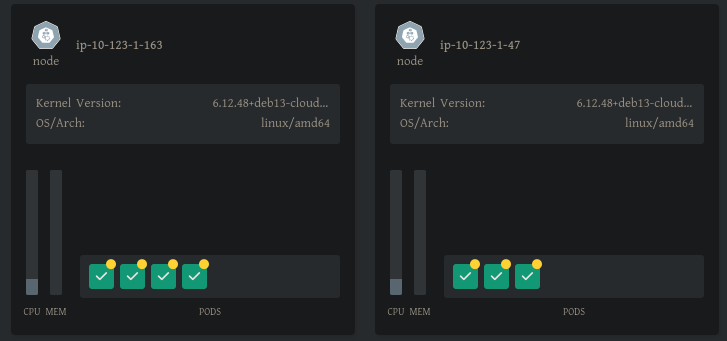 ip-10-123-1-163
node
Kernel Version: 6.12.48+deb13-cloud...
OS/Arch: linux/amd64
CPU MEM PODS
ip-10-123-1-47
node
Kernel Version: 6.12.48+deb13-cloud...
OS/Arch: linux/amd64
CPU MEM PODS